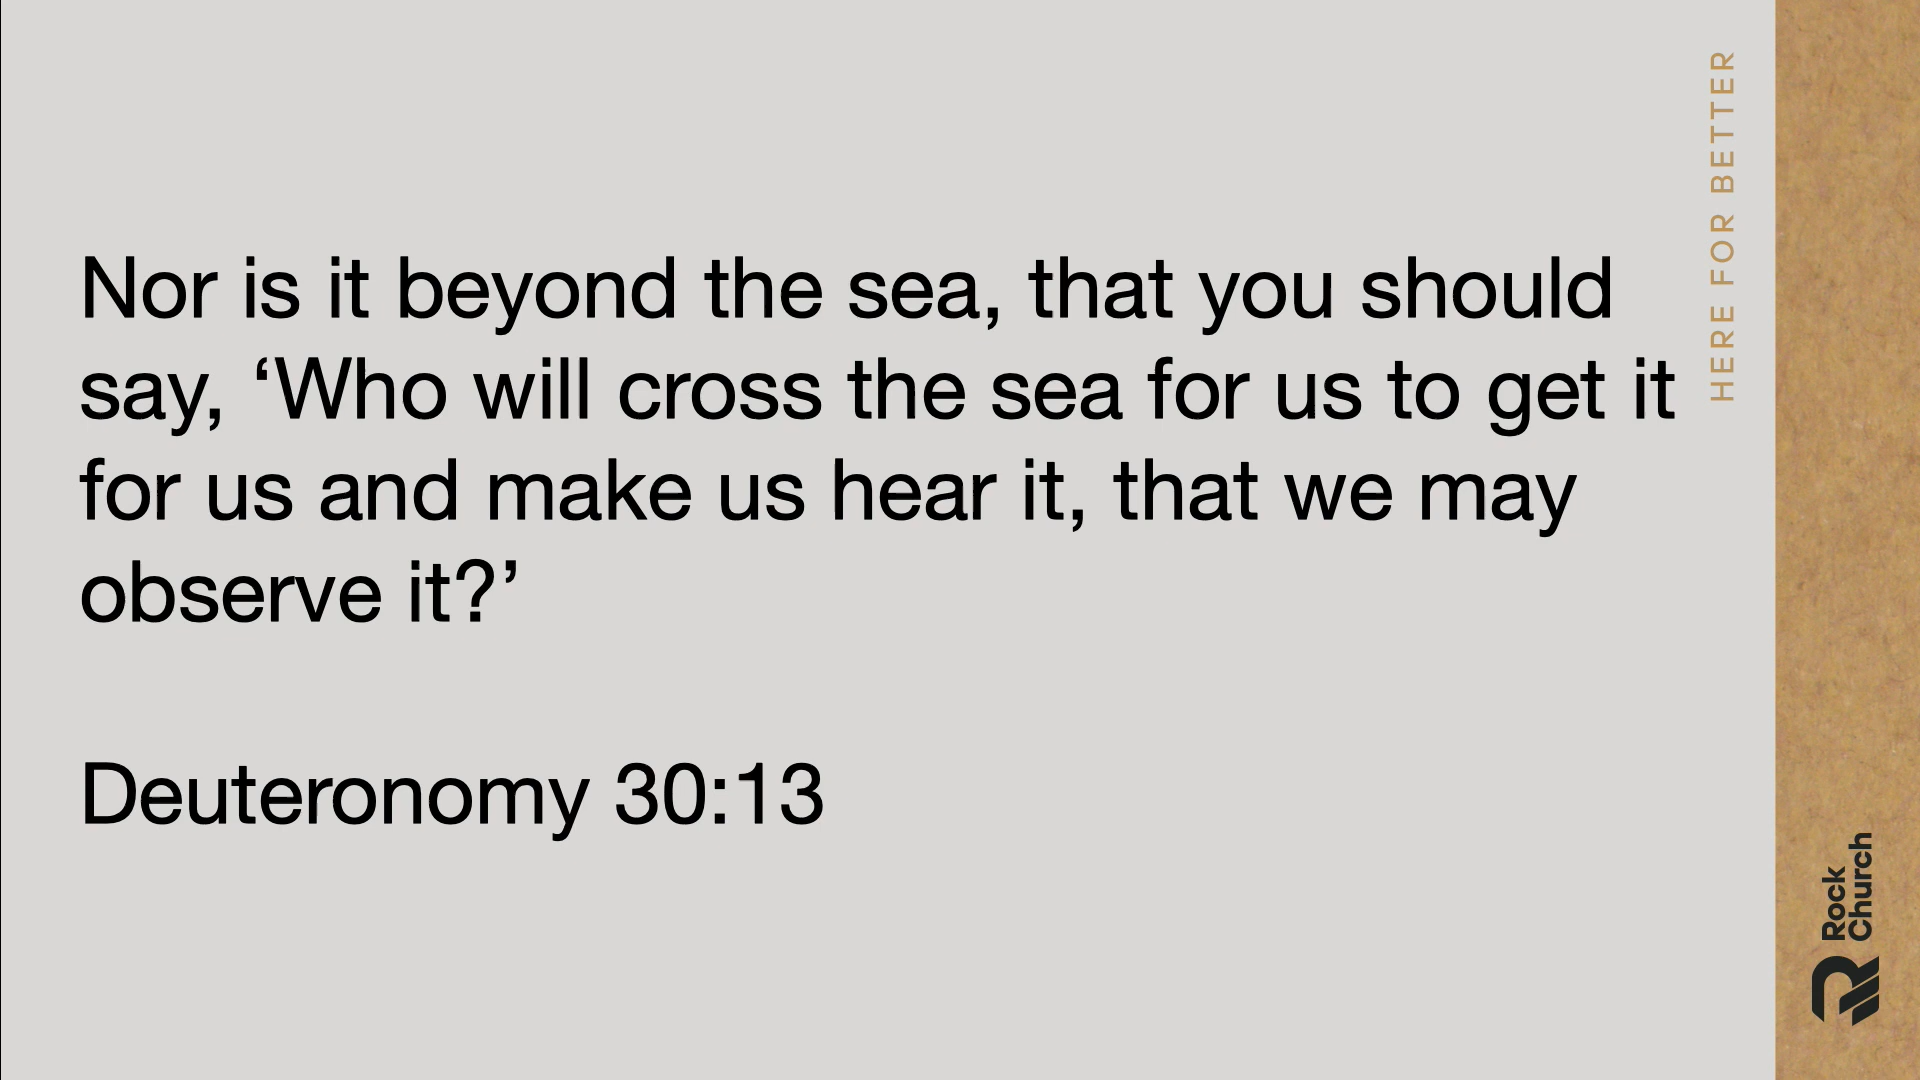 Nor is it beyond the sea, that you should
say, ‘Who will cross the sea for us to get it
for us and make us hear it, that we may
observe it?’
Deuteronomy 30:13
HERE FOR BETTER
Rock
Church